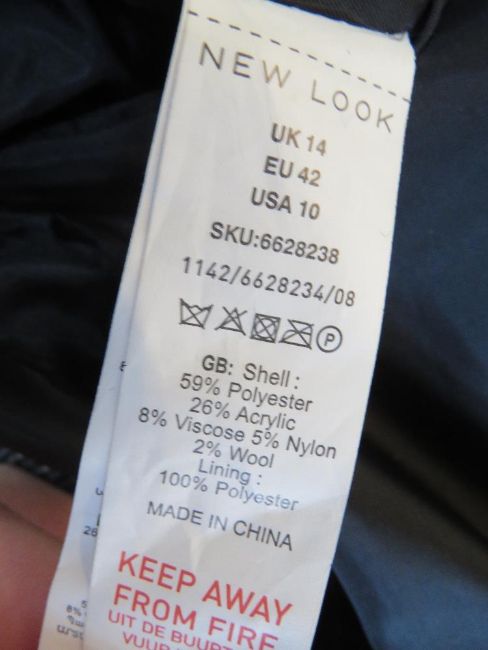 NEW LOOK
UK 14
EU 42
USA 10
SKU:6628238
1142/6628234/08
P
GB: Shell :
59% Polyester
26% Acrylic
8% Viscose 5% Nylon
2% Wool
Lining :
100% Polyester
MADE IN CHINA
KEEP AWAY
FROM FIRE
UIT DE BUURT